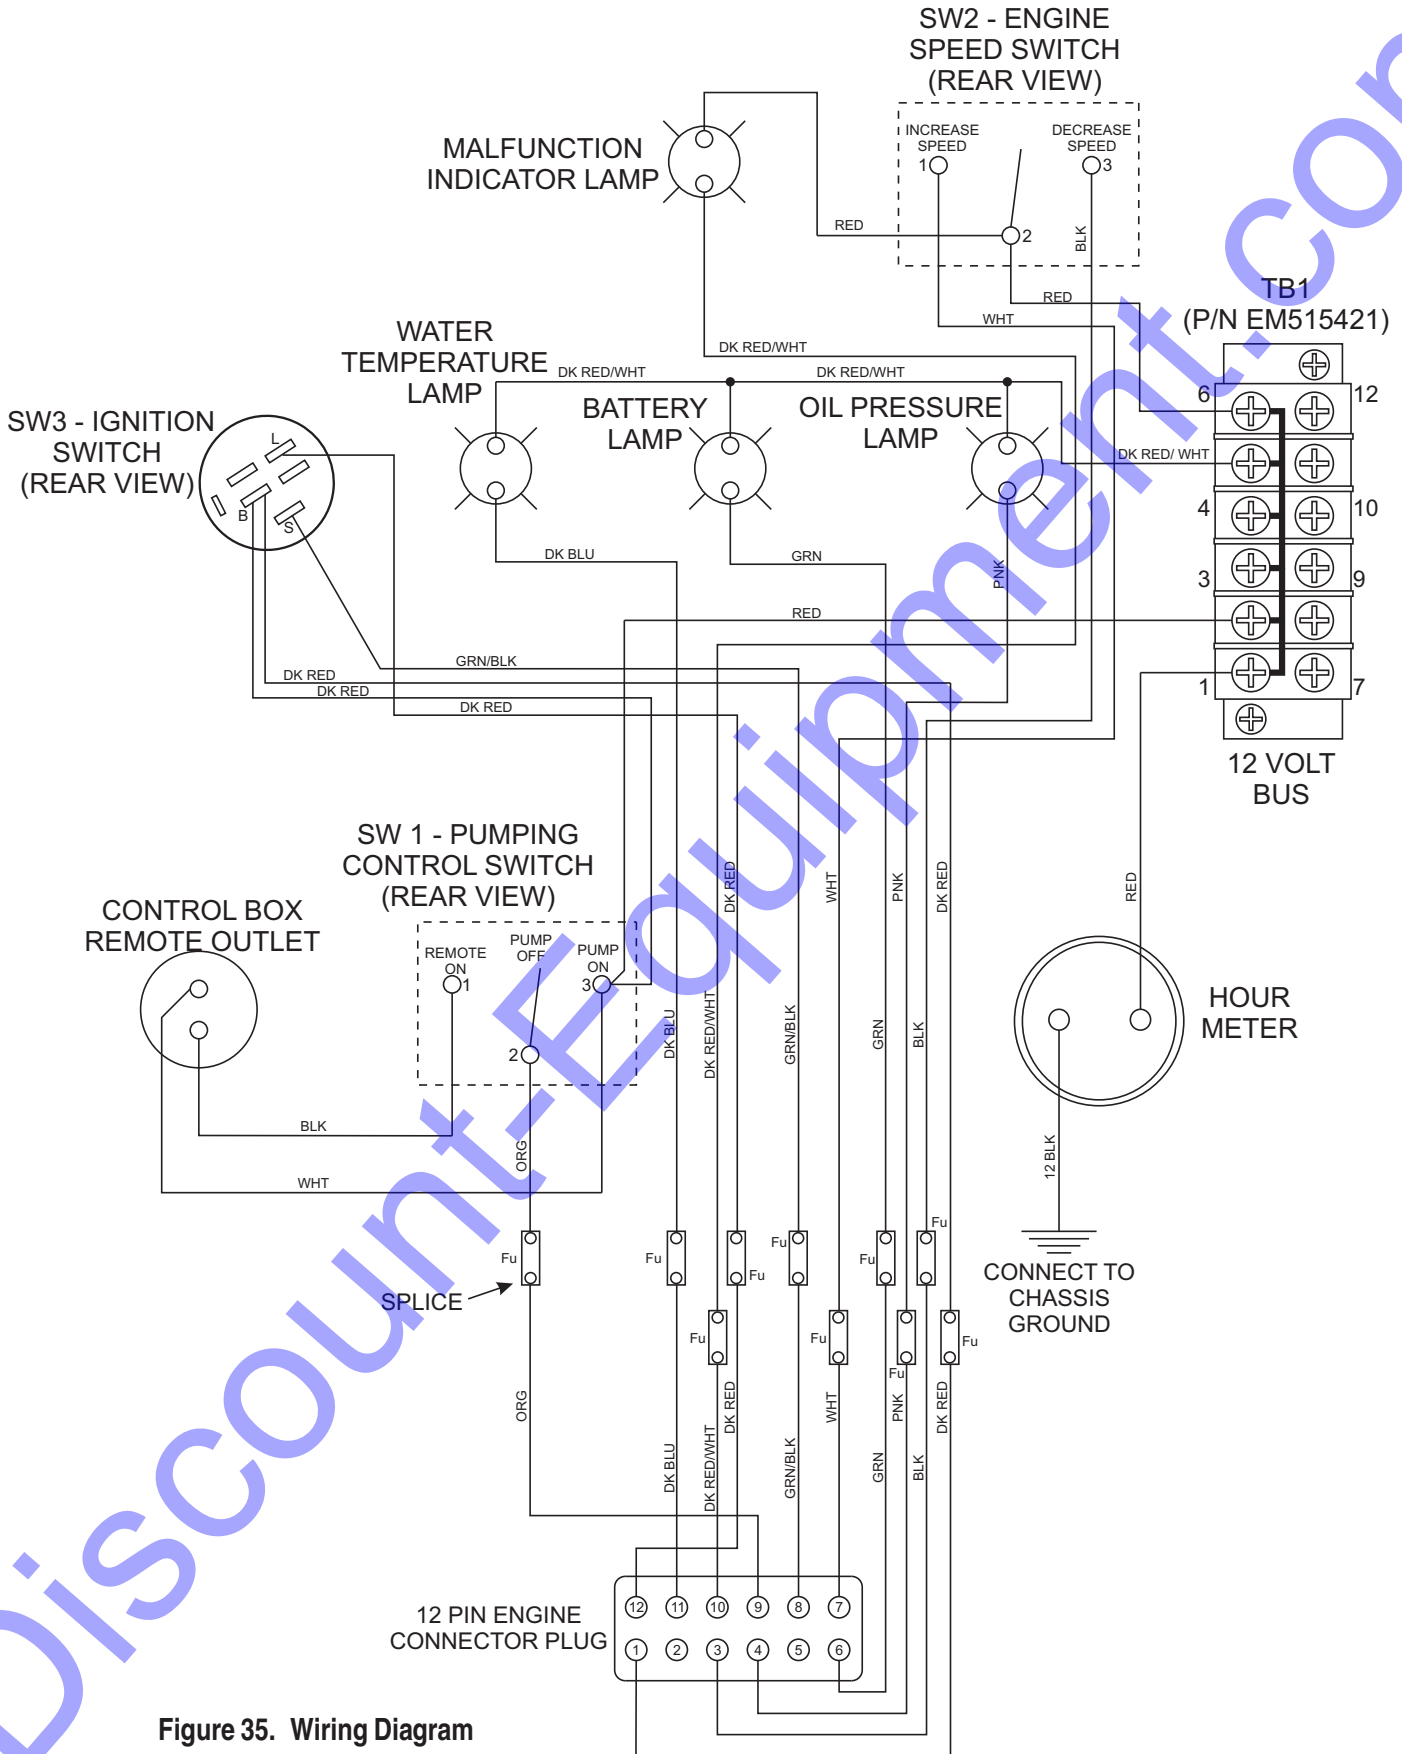 SW2 - ENGINE
SPEED SWITCH
(REAR VIEW)
INCREASE
SPEED
1
DECREASE
SPEED
3
2
MALFUNCTION
INDICATOR LAMP
RED
BLK
RED
WHT
TB1
(P/N EM515421)
WATER
TEMPERATURE
LAMP
DK RED/WHT
DK RED/WHT
DK RED/WHT
BATTERY
LAMP
OIL PRESSURE
LAMP
6
12
DK RED/ WHT
4
10
3
9
1
7
12 VOLT
BUS
SW3 - IGNITION
SWITCH
(REAR VIEW)
L
B
S
DK BLU
GRN
PNK
RED
GRN/BLK
DK RED
DK RED
DK RED
SW 1 - PUMPING
CONTROL SWITCH
(REAR VIEW)
REMOTE
ON
1
PUMP
OFF
PUMP
ON
3
2
CONTROL BOX
REMOTE OUTLET
DK RED
WHT
PNK
DK RED
RED
HOUR
METER
DK BLU
DK RED/WHT
GRN/BLK
GRN
BLK
BLK
WHT
ORG
12 BLK
CONNECT TO
CHASSIS
GROUND
Fu
Fu
Fu
Fu
Fu
Fu
Fu
Fu
Fu
Fu
SPLICE
ORG
DK BLU
DK RED/WHT
DK RED
GRN/BLK
WHT
GRN
PNK
BLK
DK RED
12 PIN ENGINE
CONNECTOR PLUG
12 11 10 9 8 7
1 2 3 4 5 6
Figure 35. Wiring Diagram
Discount-Equipment.com